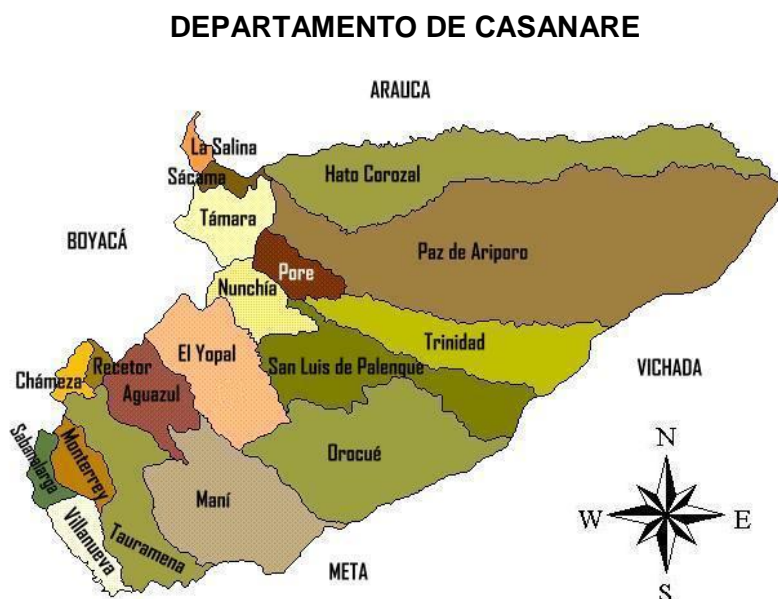 DEPARTAMENTO DE CASANARE
ARAUCA
La Salina
Sácama
Hato Corozal
Támara
BOYACÁ
Paz de Ariporo
Pore
Nunchía
Trinidad
El Yopal
San Luis de Palenque
VICHADA
Recetor
Chámeza
Aguazul
Sabanalarga
Monterrey
Orocué
Maní
Villanueva
Tauramena
META
N
W
E
S